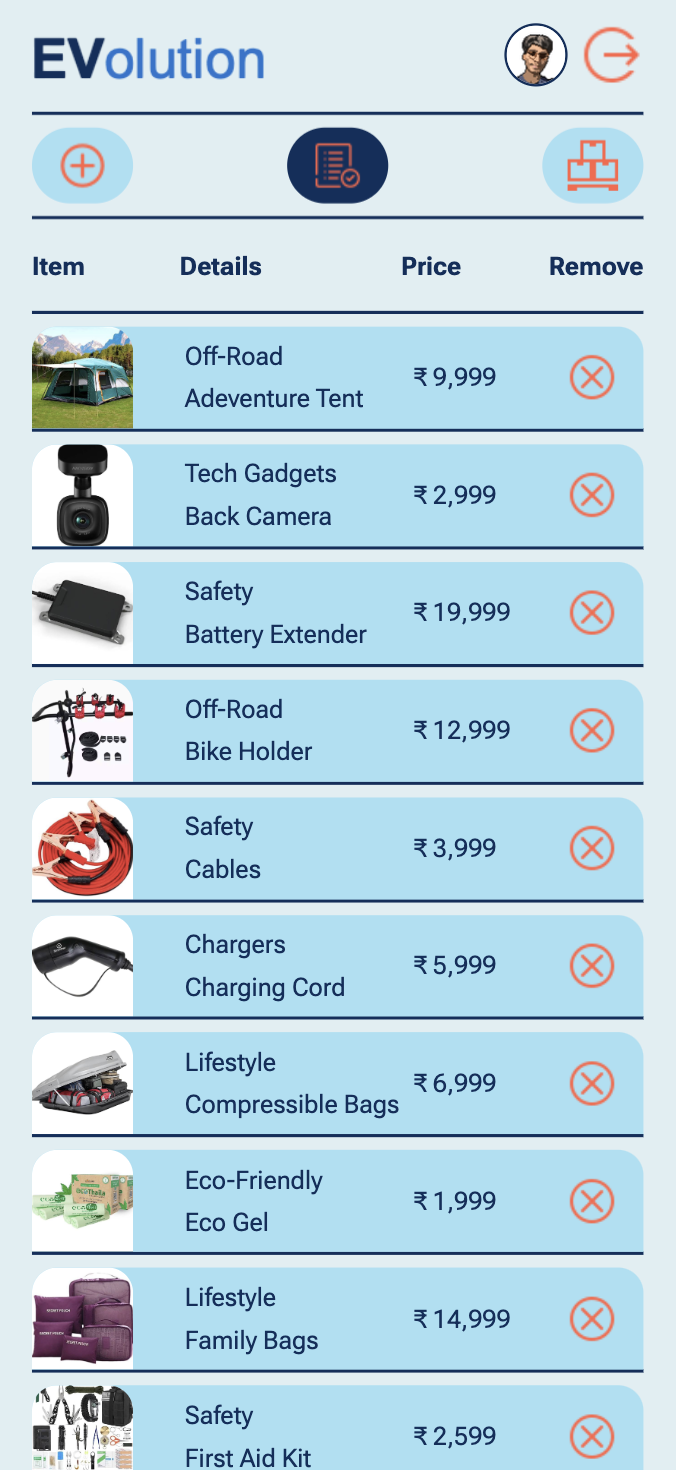 EVolution
Item Details Price Remove
Off-Road
Adeventure Tent
₹ 9,999
Tech Gadgets
Back Camera
₹ 2,999
Safety
Battery Extender
₹ 19,999
Off-Road
Bike Holder
₹ 12,999
Safety
Cables
₹ 3,999
Chargers
Charging Cord
₹ 5,999
Lifestyle
Compressible Bags
₹ 6,999
Eco-Friendly
Eco Gel
₹ 1,999
Lifestyle
Family Bags
₹ 14,999
Safety
First Aid Kit
₹ 2,599